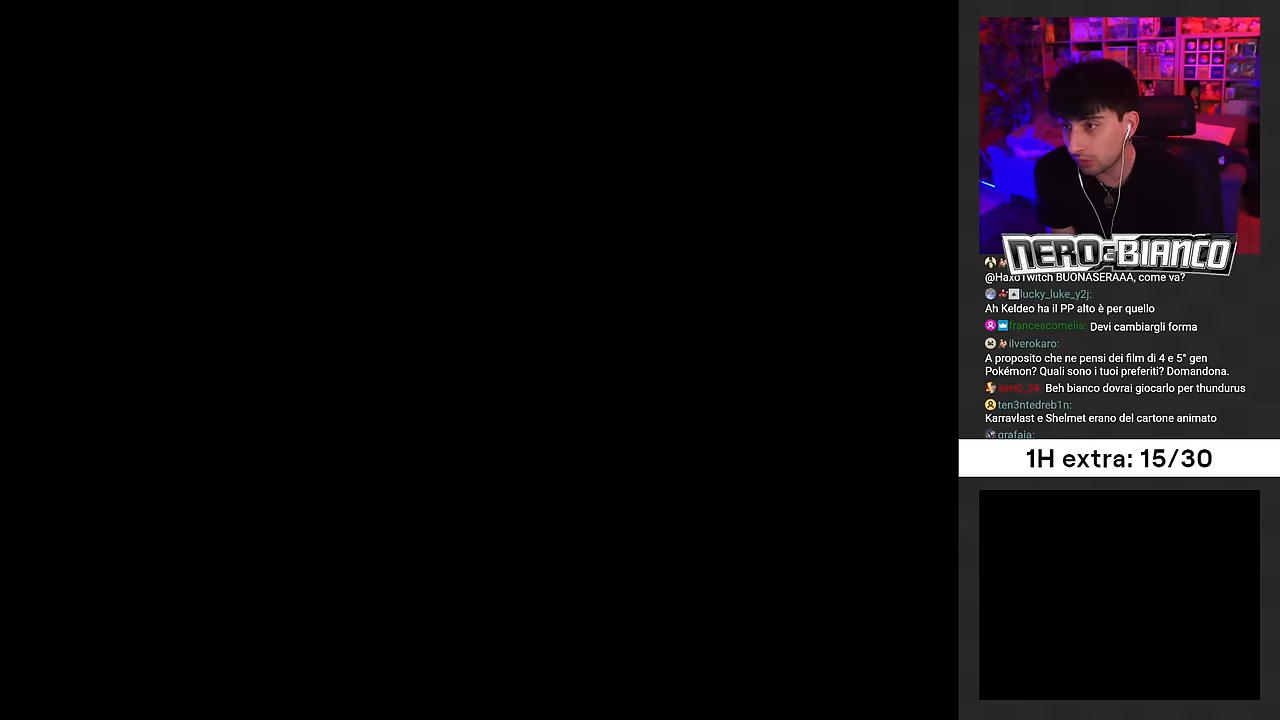 NERO E BIANCO
@HaxoTwitch BUONASERAAA, come va?
lucky_luke_y2j:
Ah Keldeo ha il PP alto è per quello
francescomelis: Devi cambiargli forma
ilverokaro:
A proposito che ne pensi dei film di 4 e 5° gen
Pokémon? Quali sono i tuoi preferiti? Domandona.
Beh bianco dovrai giocarlo per thundurus
ten3ntedreb1n:
Karravlast e Shelmet erano del cartone animato
grafaia:
1H extra: 15/30